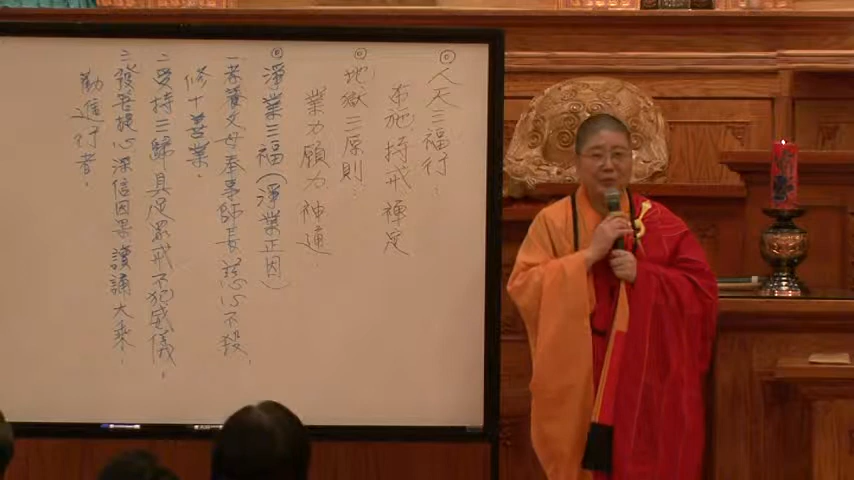 ◎人天三福行：
布施、持戒、禪定
◎地獄三原則：
業力、願力、神通
◎淨業三福（淨業正因）
一孝養父母奉事師長慈心不殺、
修十善業。
二受持三歸具足眾戒不犯威儀。
三發菩提心深信因果讀誦大乘、
勸進行者。